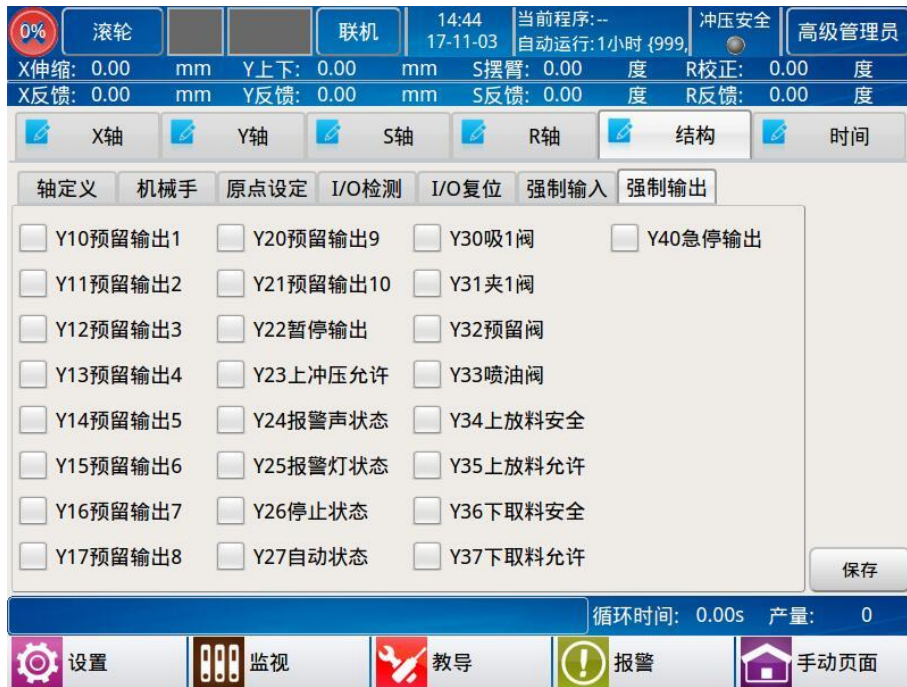 0% 滚轮 联机 14:44 当前程序:-- 冲压安全 高级管理员
17-11-03 自动运行:1小时 {999,
X伸缩: 0.00 mm Y上下: 0.00 mm S摆臂: 0.00 度 R校正: 0.00 度
X反馈: 0.00 mm Y反馈: 0.00 mm S反馈: 0.00 度 R反馈: 0.00 度
X轴 Y轴 S轴 R轴 结构 时间
轴定义 机械手 原点设定 I/O检测 I/O复位 强制输入 强制输出
Y10预留输出1 Y20预留输出9 Y30吸1阀 Y40急停输出
Y11预留输出2 Y21预留输出10 Y31夹1阀
Y12预留输出3 Y22暂停输出 Y32预留阀
Y13预留输出4 Y23上冲压允许 Y33喷油阀
Y14预留输出5 Y24报警声状态 Y34上放料安全
Y15预留输出6 Y25报警灯状态 Y35上放料允许
Y16预留输出7 Y26停止状态 Y36下取料安全
Y17预留输出8 Y27自动状态 Y37下取料允许
保存
循环时间: 0.00s 产量: 0
设置 监视 教导 报警 手动页面